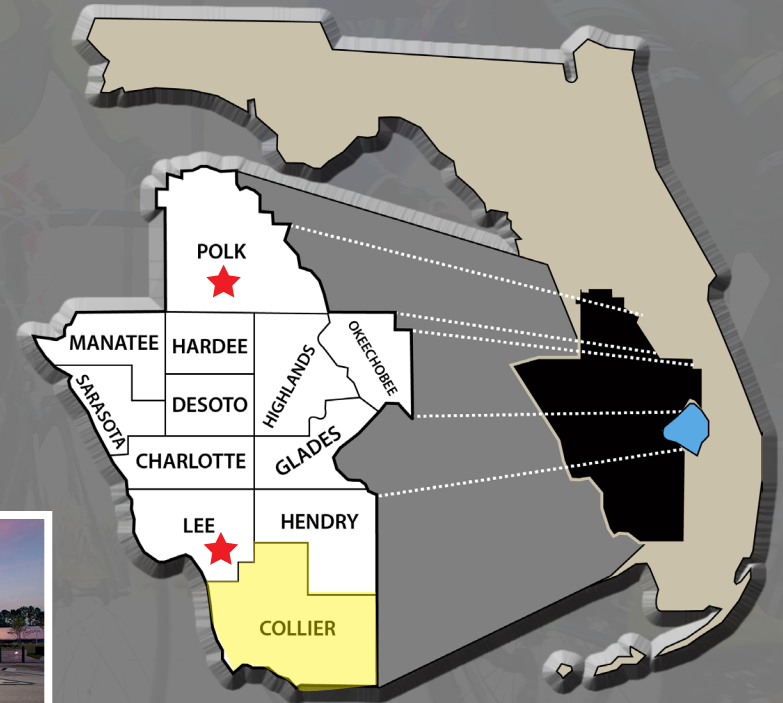 POLK
MANATEE
HARDEE
HIGHLANDS
OKEECHOBEE
SARASOTA
DESOTO
CHARLOTTE
GLADES
LEE
HENDRY
COLLIER